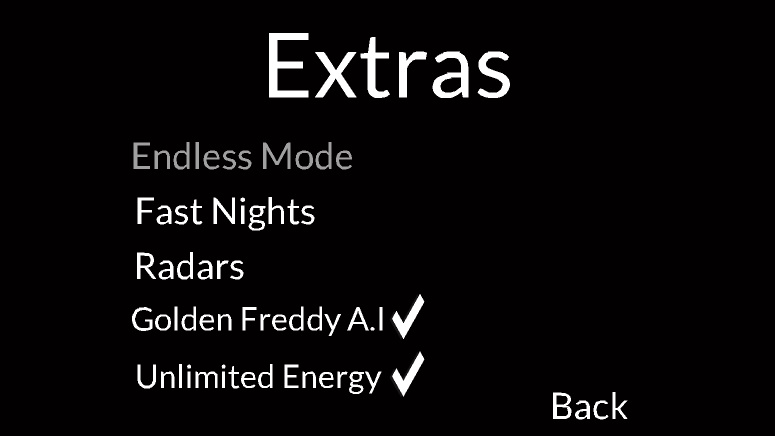 Extras
Endless Mode
Fast Nights
Radars
Golden Freddy A.I
Unlimited Energy
Back